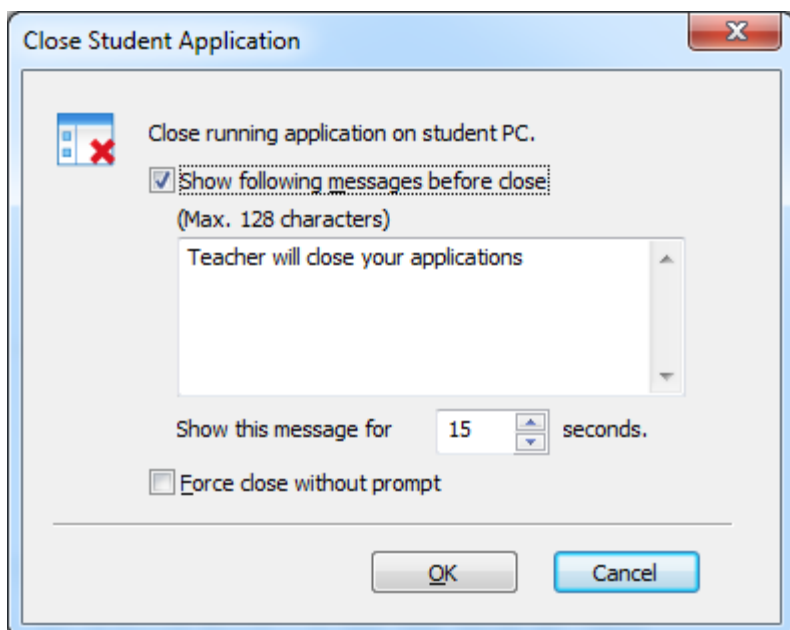 Close Student Application
Close running application on student PC.
Show following messages before close
(Max. 128 characters)
Teacher will close your applications
Show this message for 15 seconds.
Force close without prompt
OK Cancel